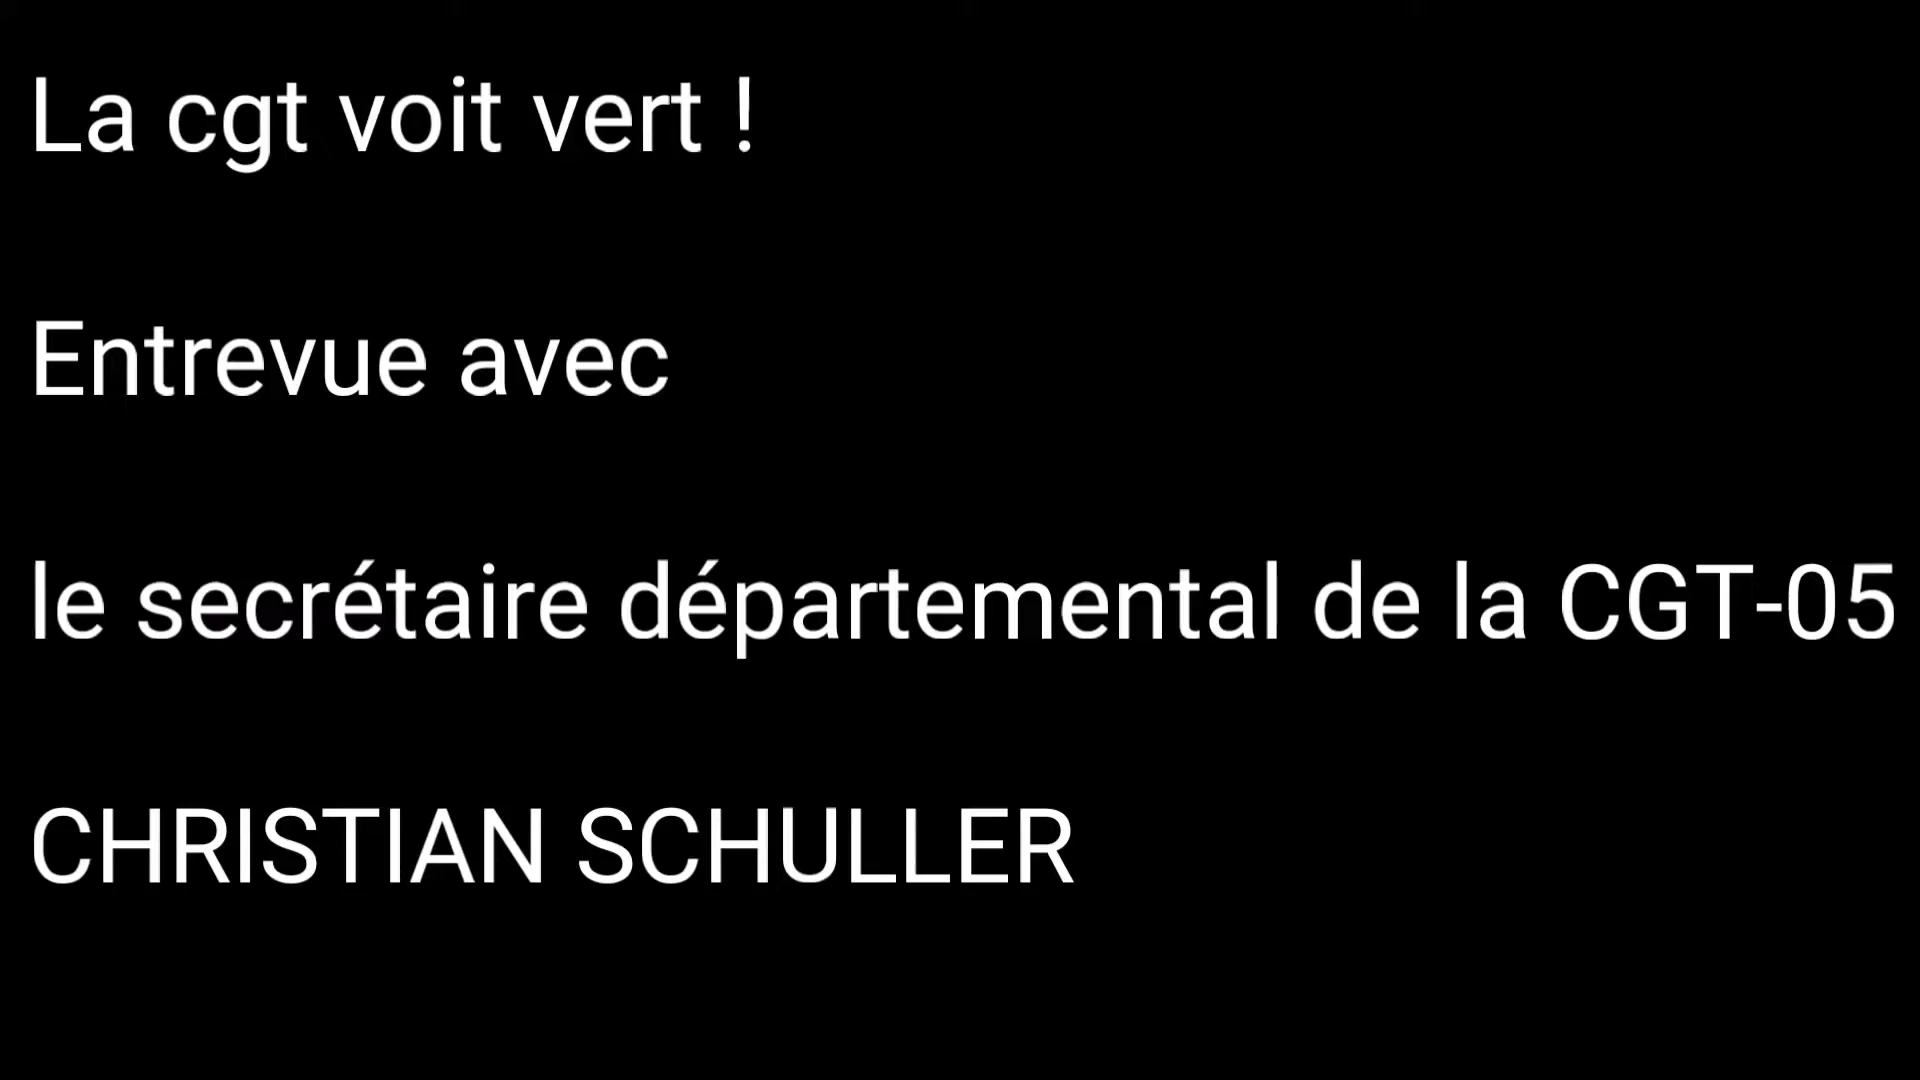 La cgt voit vert !
Entrevue avec
le secrétaire départemental de la CGT-05
CHRISTIAN SCHULLER